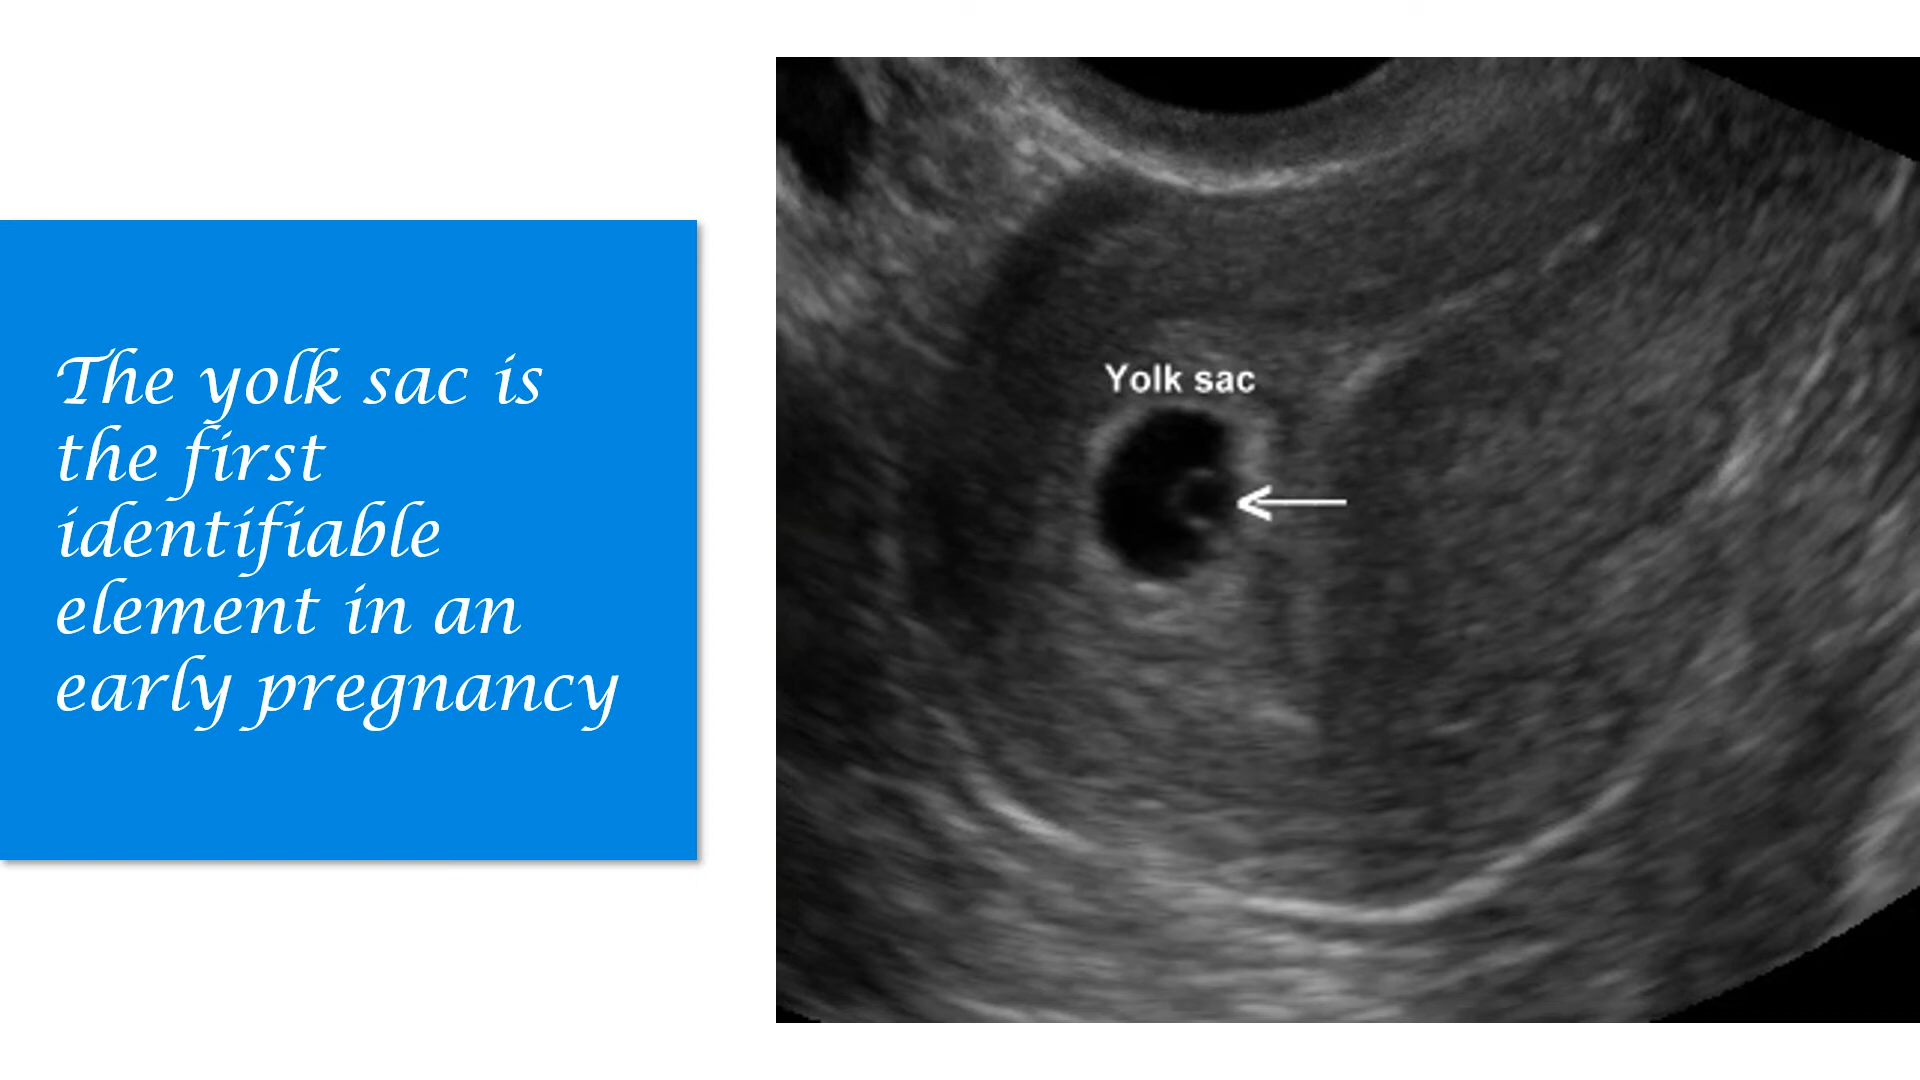 The yolk sac is
the first
identifiable
element in an
early pregnancy
Yolk sac